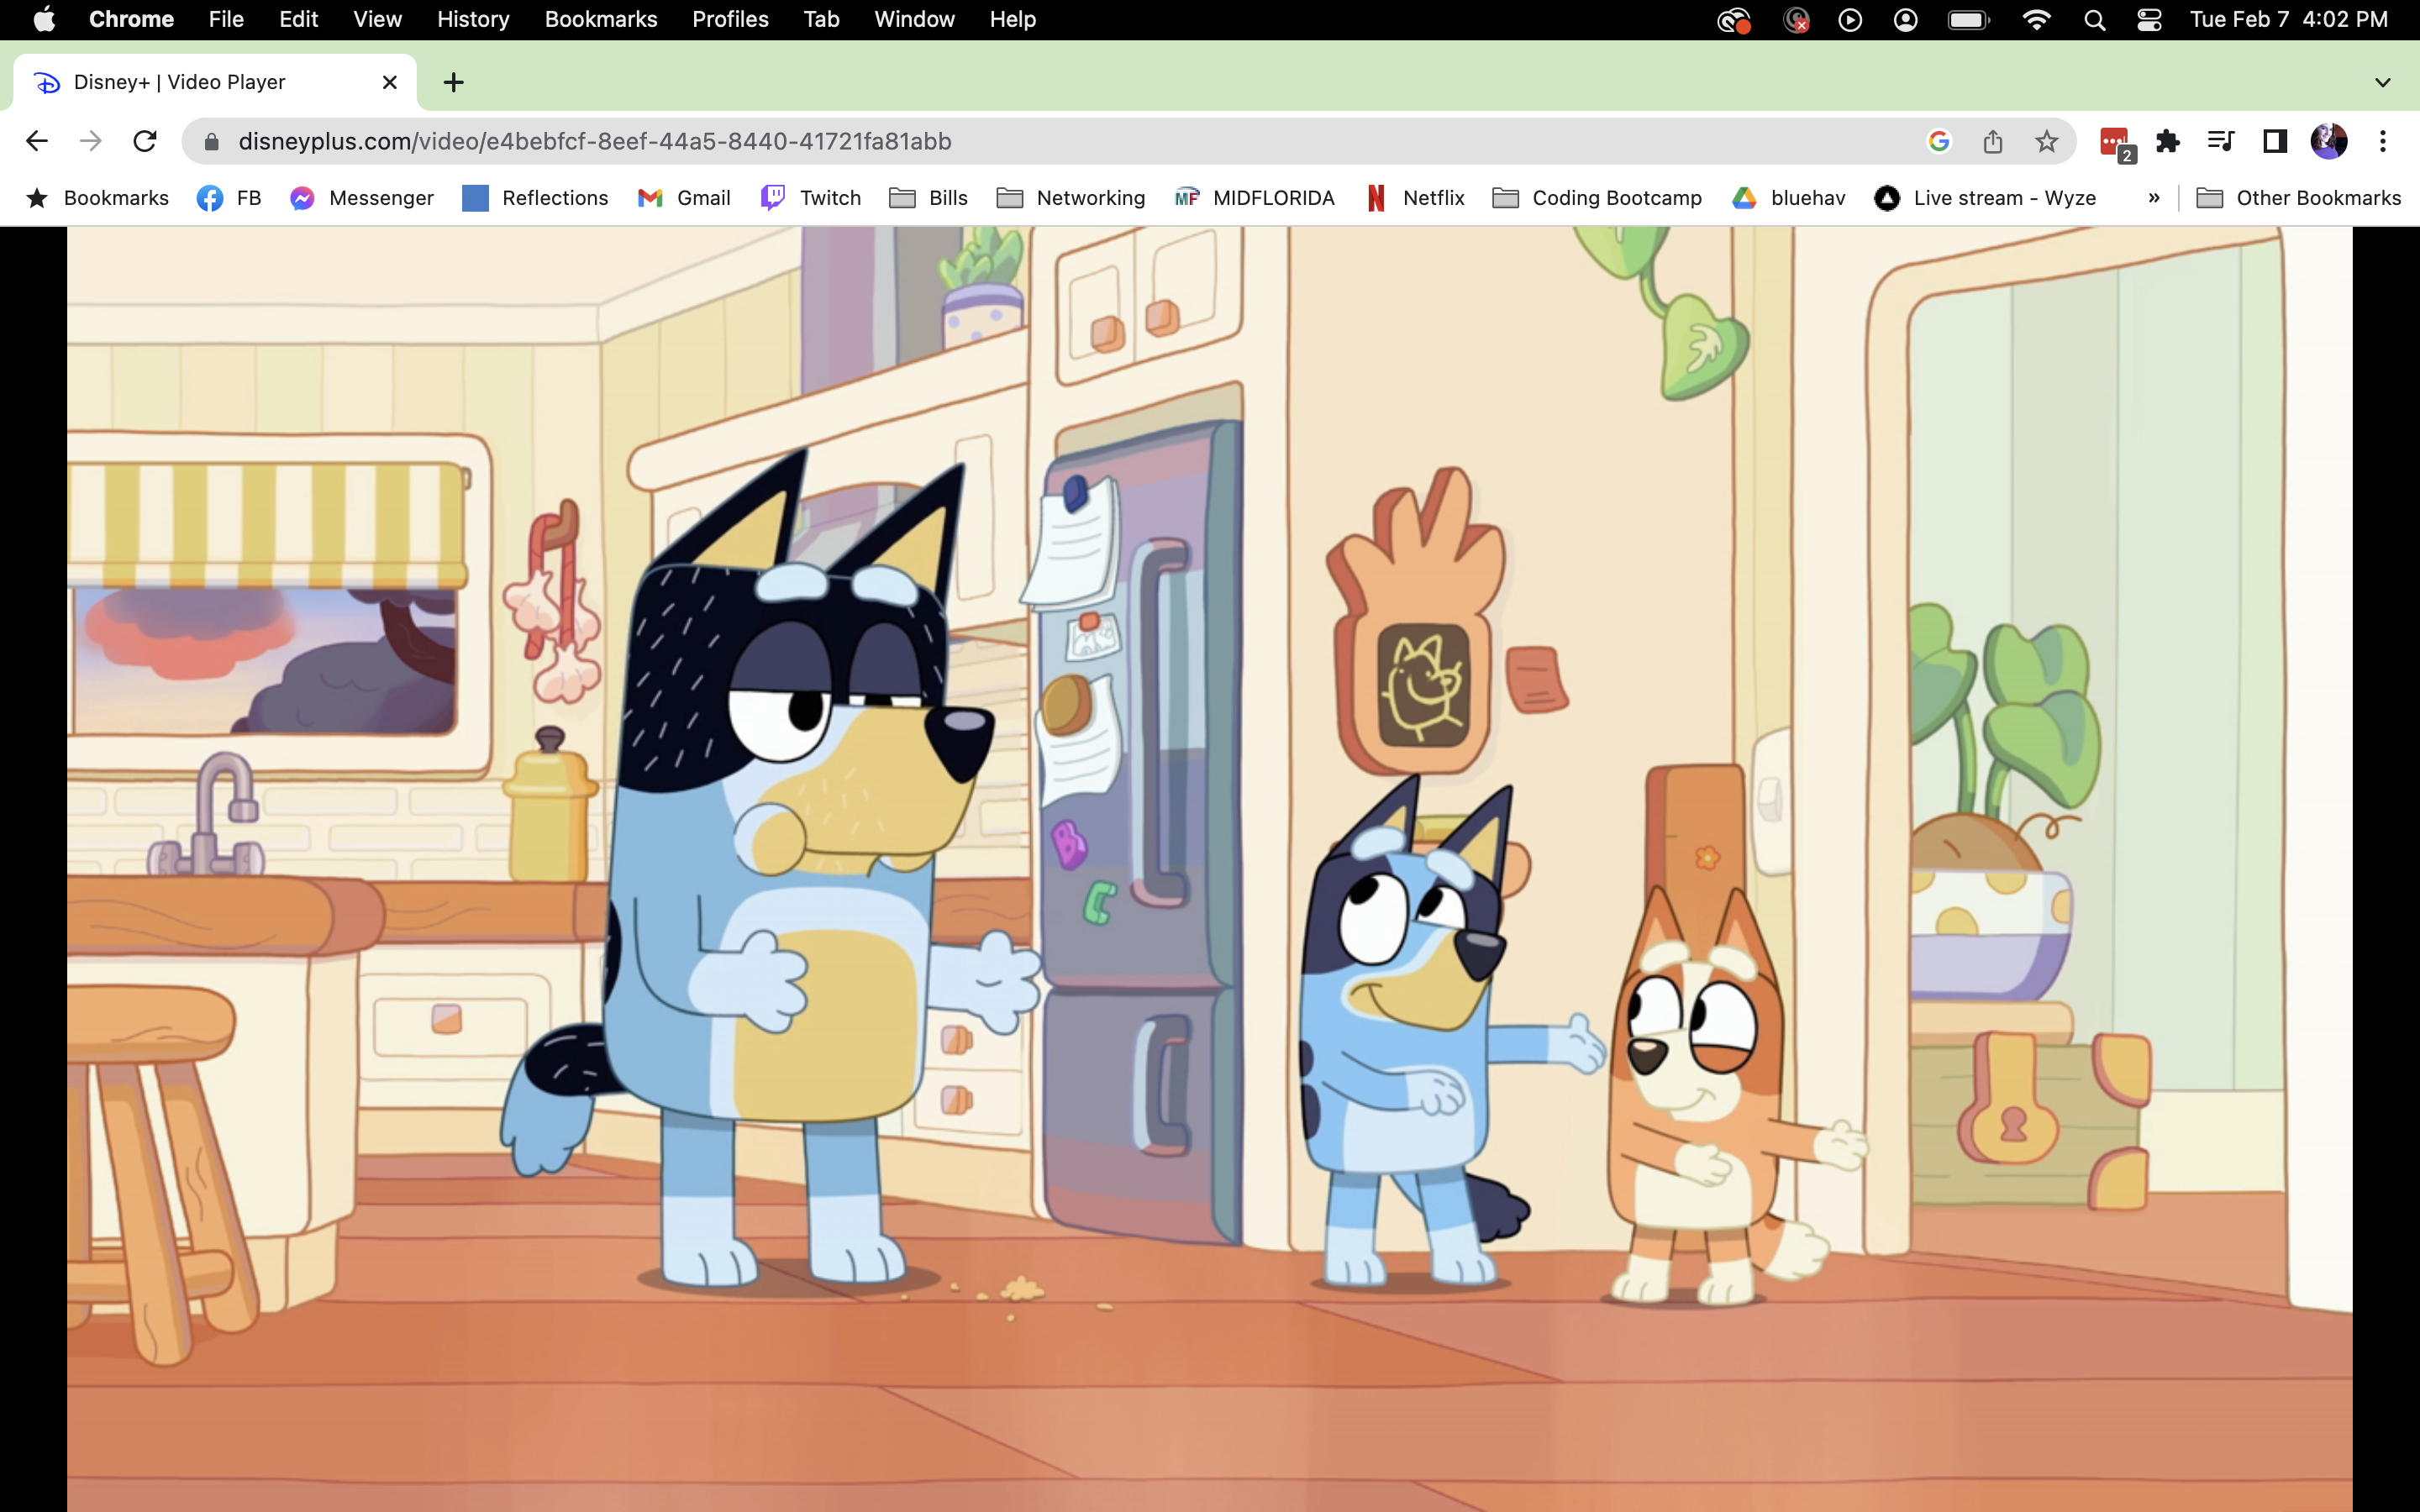 Chrome File Edit View History Bookmarks Profiles Tab Window Help Tue Feb 7 4:02 PM
Disney+ | Video Player
disneyplus.com/video/e4bebfcf-8eef-44a5-8440-41721fa81abb
2
Bookmarks FB Messenger Reflections Gmail Twitch Bills Networking MF MIDFLORIDA Netflix Coding Bootcamp bluehav Live stream - Wyze » Other Bookmarks
B
C